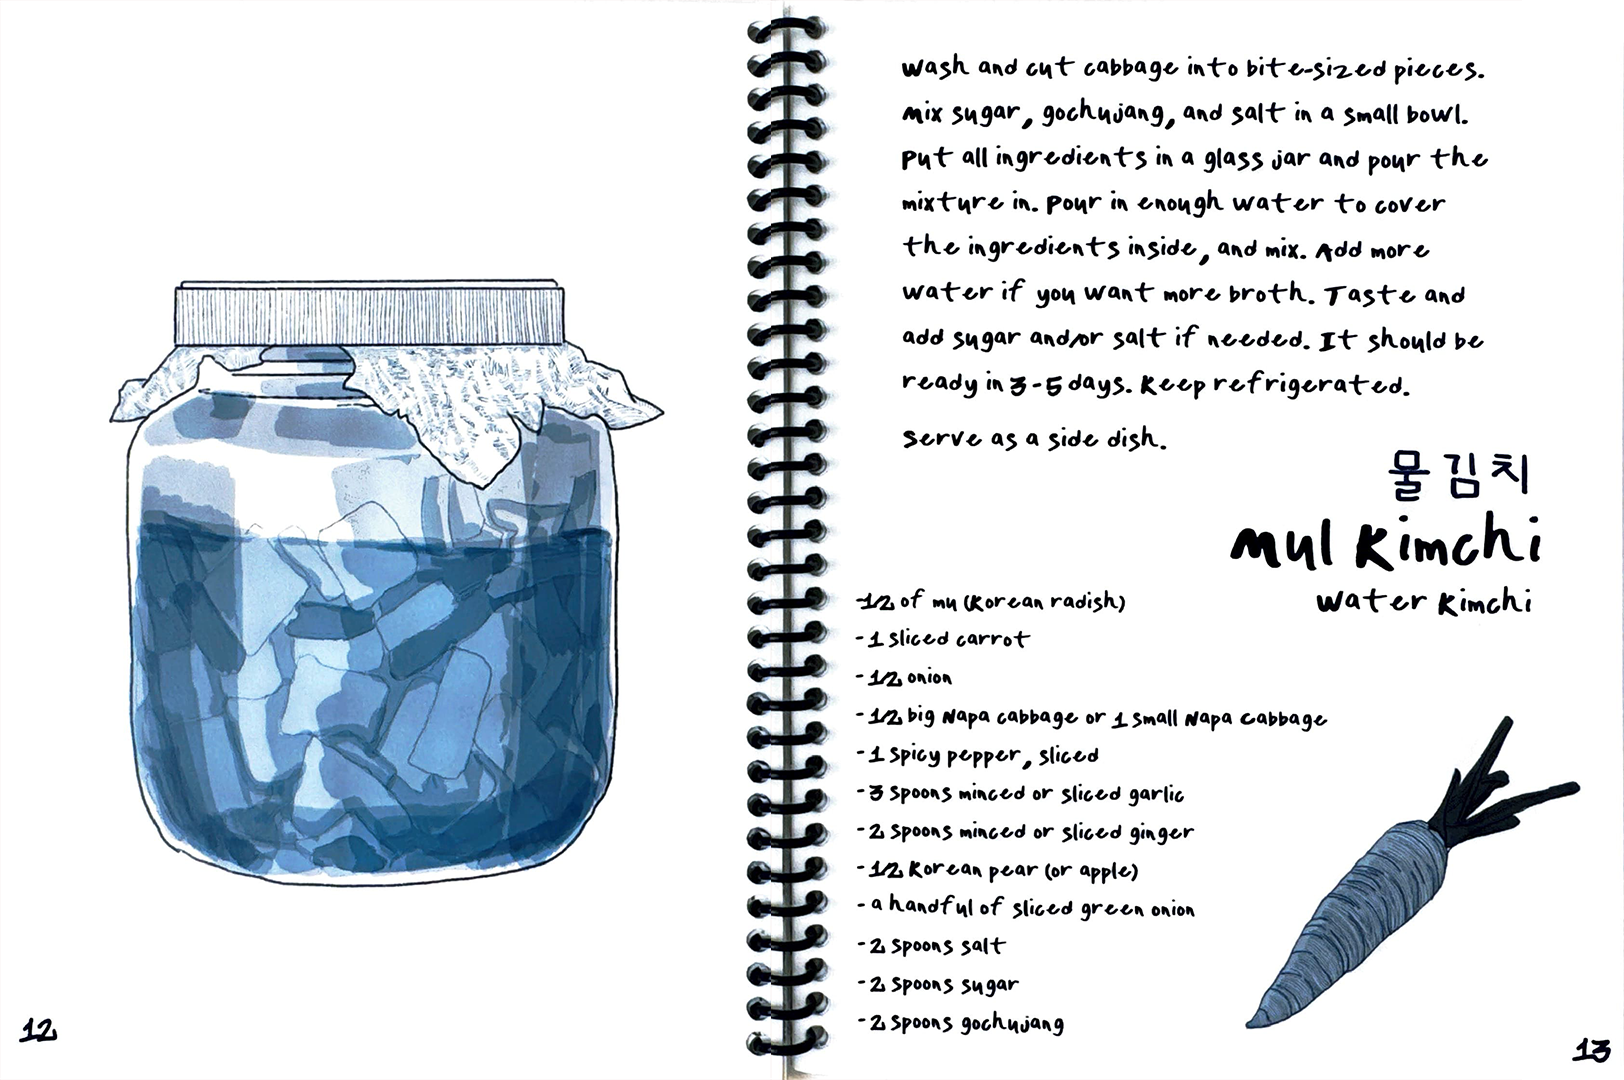 wash and cut cabbage into bite-sized pieces.
Mix sugar, gochujang, and salt in a small bowl.
Put all ingredients in a glass jar and pour the
mixture in. Pour in enough water to cover
the ingredients inside, and mix. Add more
water if you want more broth. Taste and
add sugar and/or salt if needed. It should be
ready in 3-5 days. Keep refrigerated.
Serve as a side dish.
물김치
Mul Kimchi
Water Kimchi
-1/2 of mu (Korean radish)
-1 sliced carrot
-1/2 onion
-1/2 big Napa cabbage or 1 small Napa cabbage
-1 spicy pepper, sliced
-3 spoons minced or sliced garlic
-2 spoons minced or sliced ginger
-1/2 Korean pear (or apple)
-a handful of sliced green onion
-2 spoons salt
-2 spoons sugar
-2 spoons gochujang
12
13